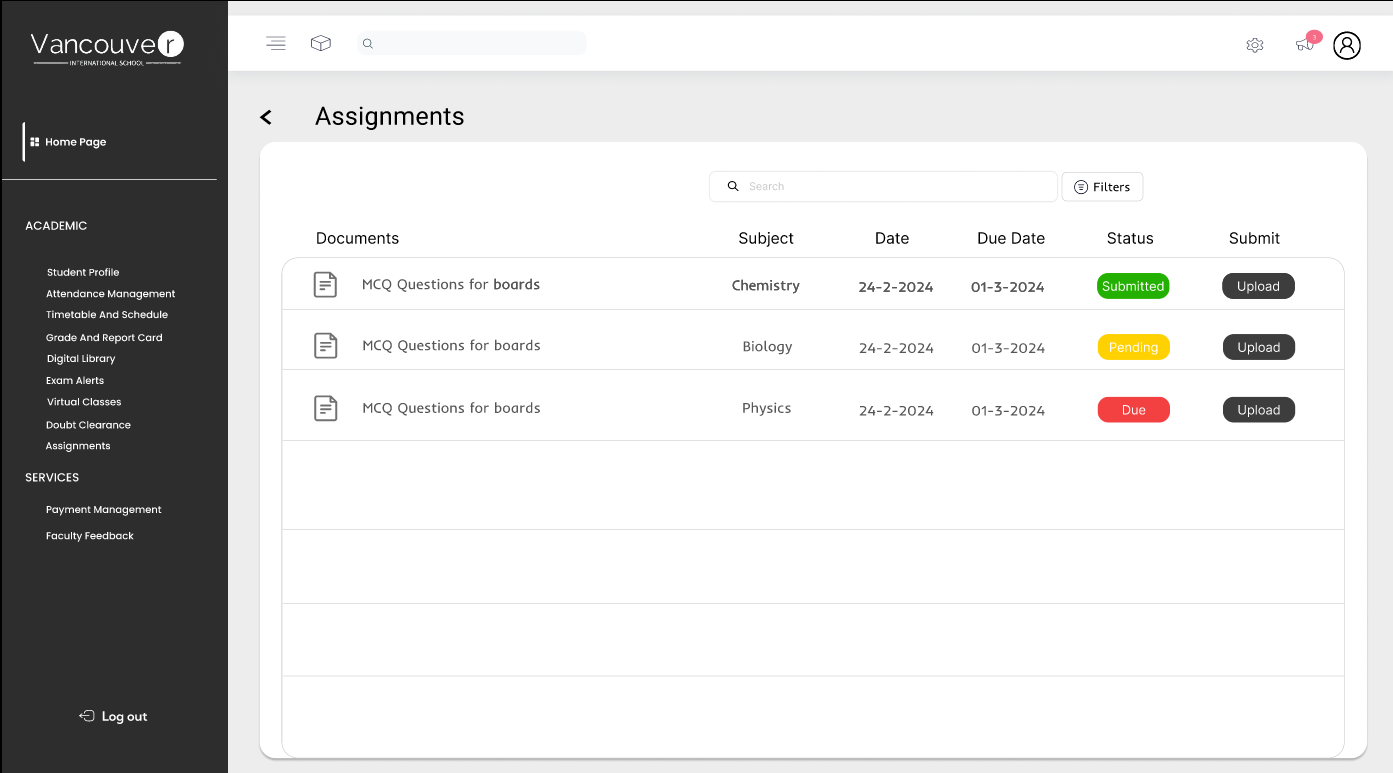 Vancouver
INTERNATIONAL SCHOOL
Home Page
ACADEMIC
Student Profile
Attendance Management
Timetable And Schedule
Grade And Report Card
Digital Library
Exam Alerts
Virtual Classes
Doubt Clearance
Assignments
SERVICES
Payment Management
Faculty Feedback
Log out
Assignments
Search
Filters
Documents Subject Date Due Date Status Submit
MCQ Questions for boards Chemistry 24-2-2024 01-3-2024 Submitted Upload
MCQ Questions for boards Biology 24-2-2024 01-3-2024 Pending Upload
MCQ Questions for boards Physics 24-2-2024 01-3-2024 Due Upload